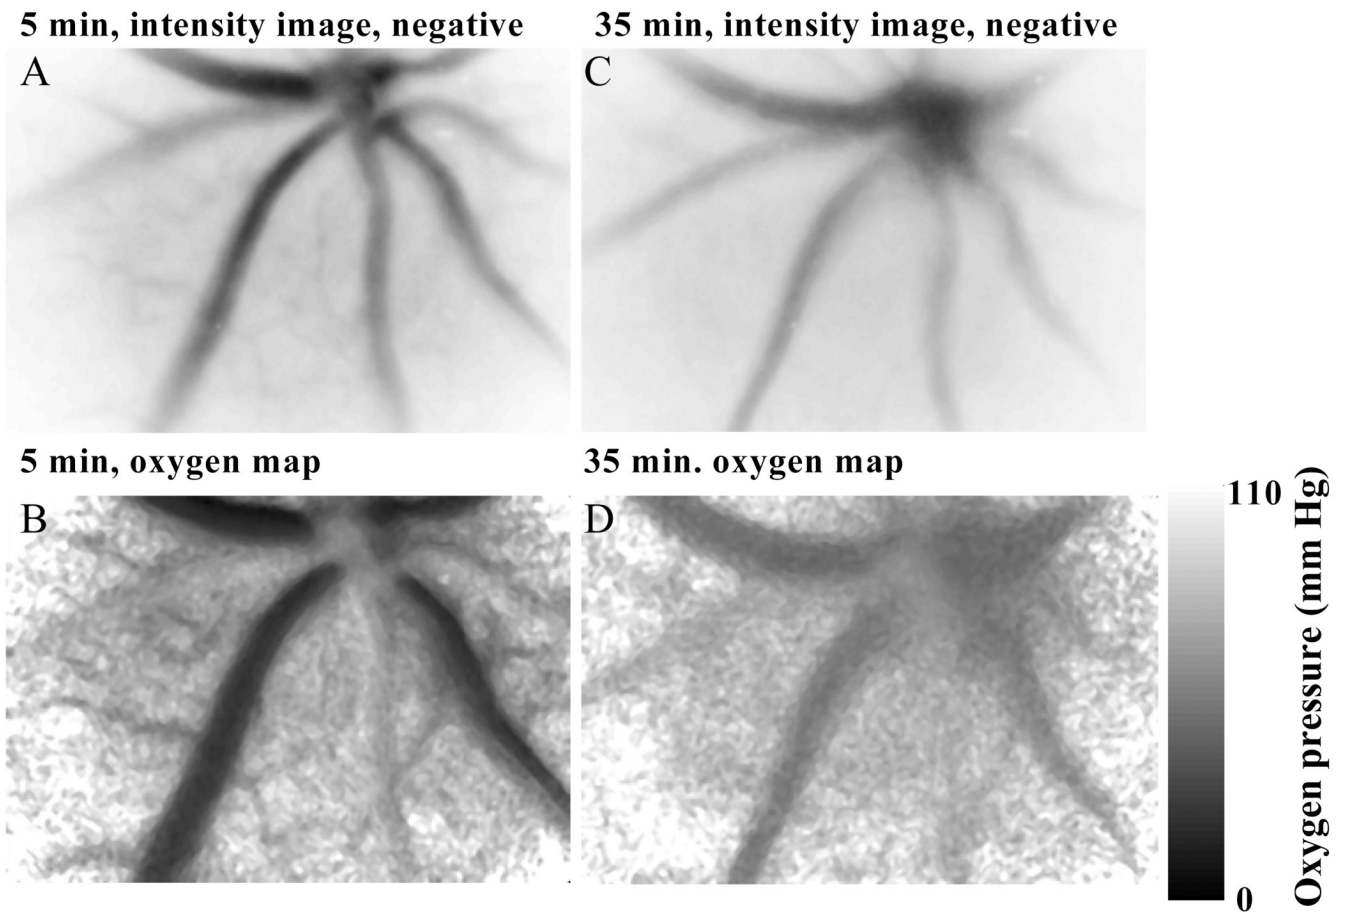 5 min, intensity image, negative
35 min, intensity image, negative
A
C
5 min, oxygen map
35 min. oxygen map
B
D
110
0
Oxygen pressure (mm Hg)